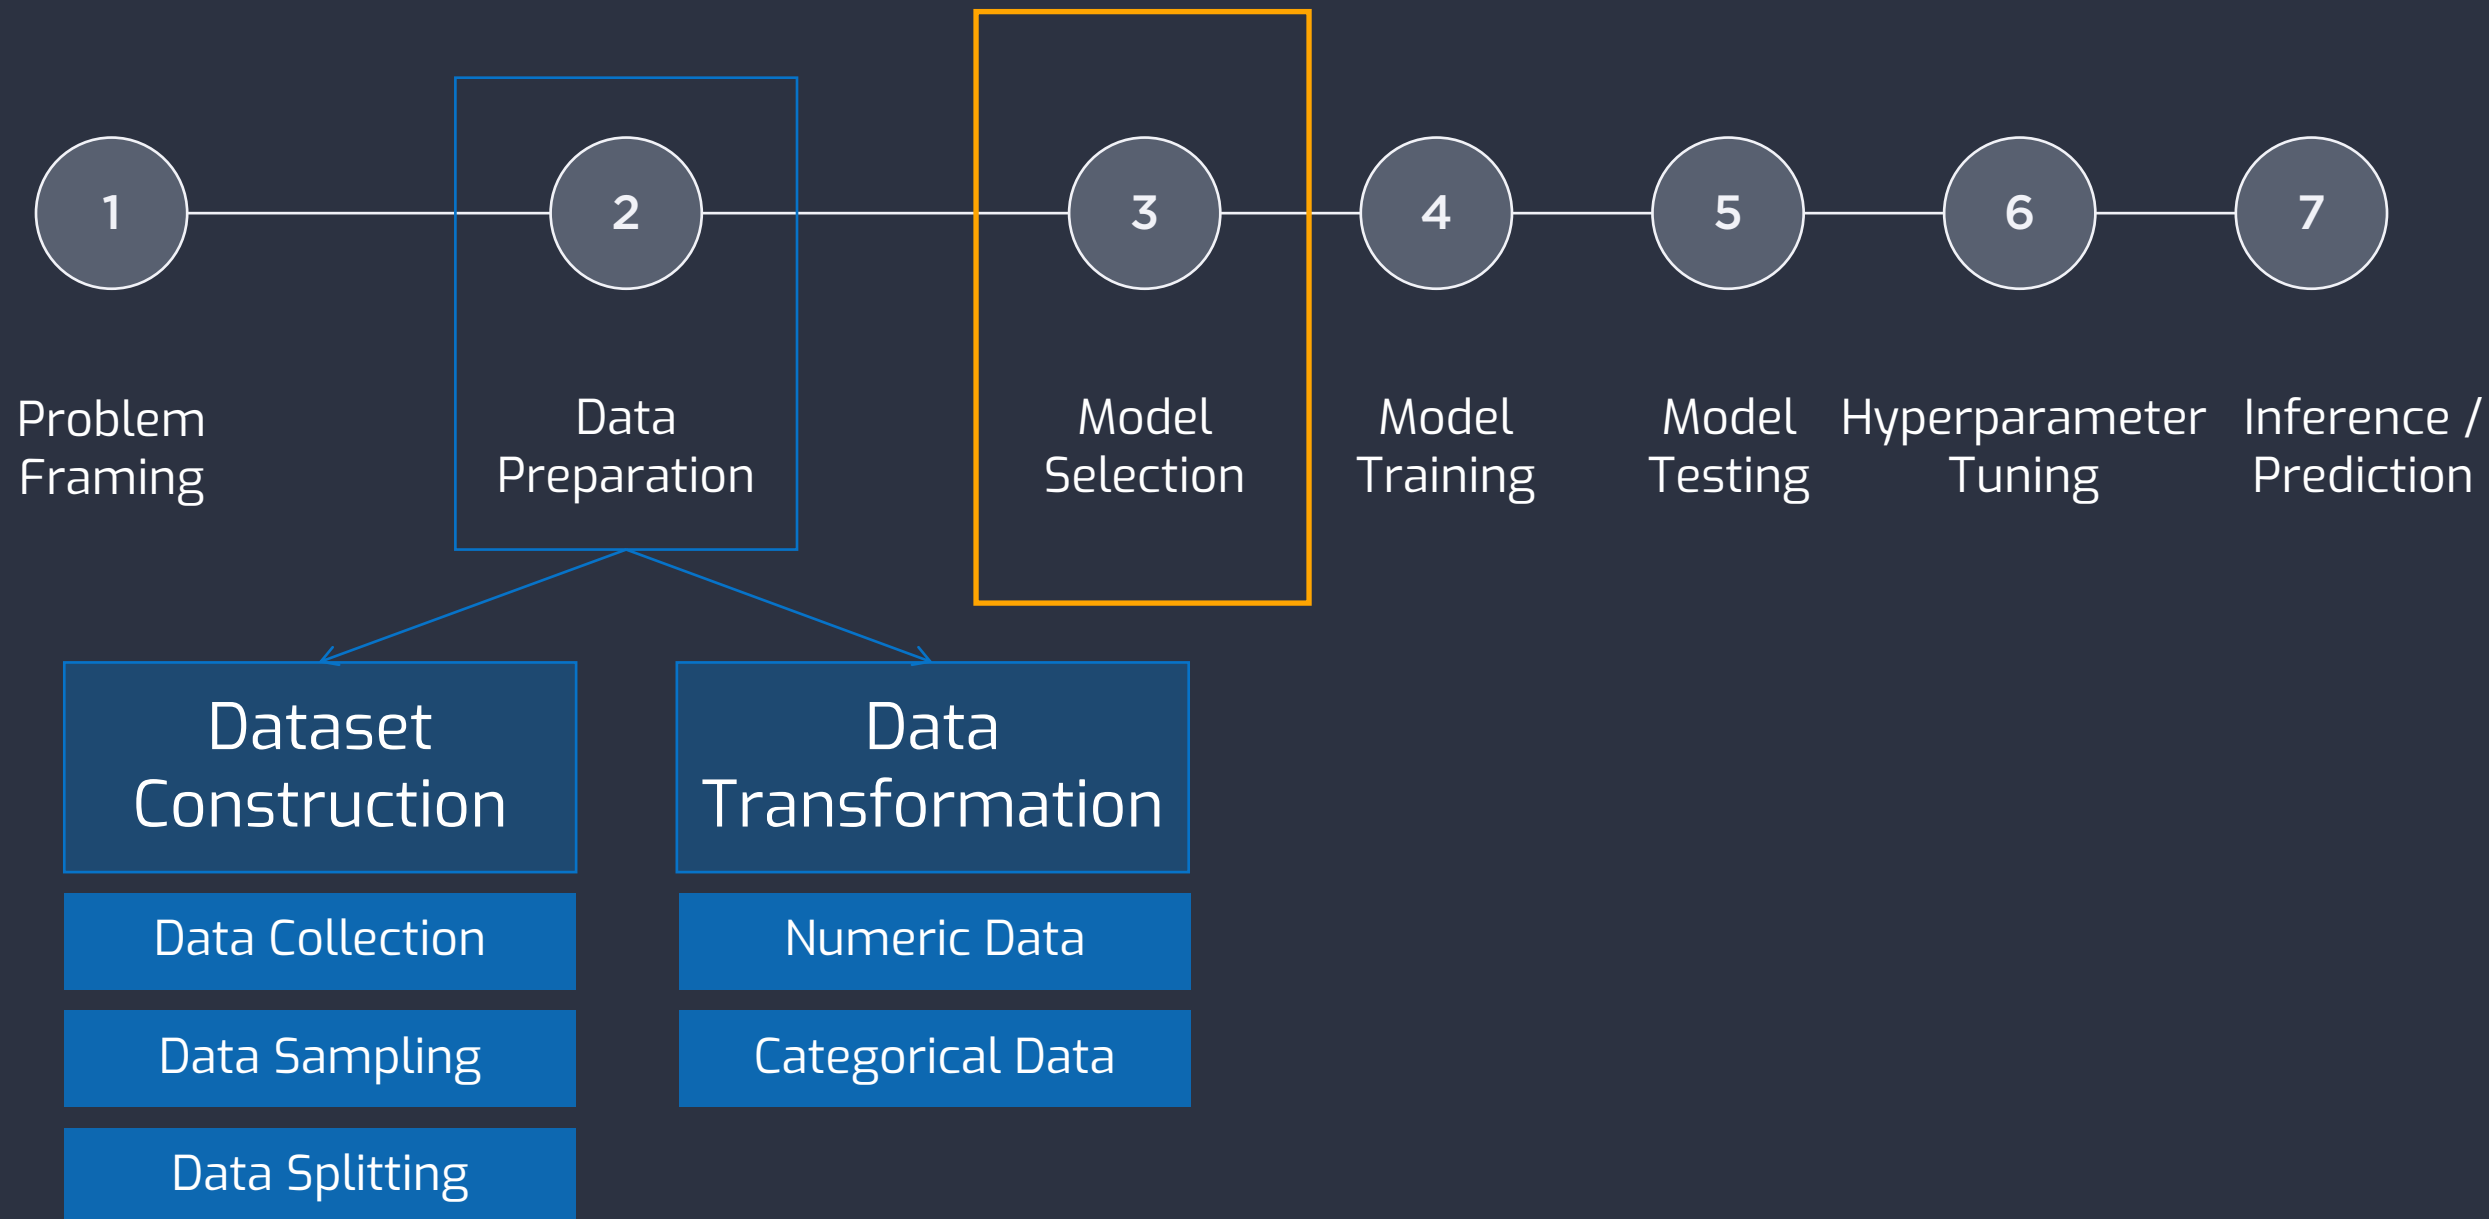 1
2
3
4
5
6
7
Problem
Framing
Data
Preparation
Model
Selection
Model
Training
Model
Testing
Hyperparameter
Tuning
Inference /
Prediction
Dataset
Construction
Data Collection
Data Sampling
Data Splitting
Data
Transformation
Numeric Data
Categorical Data